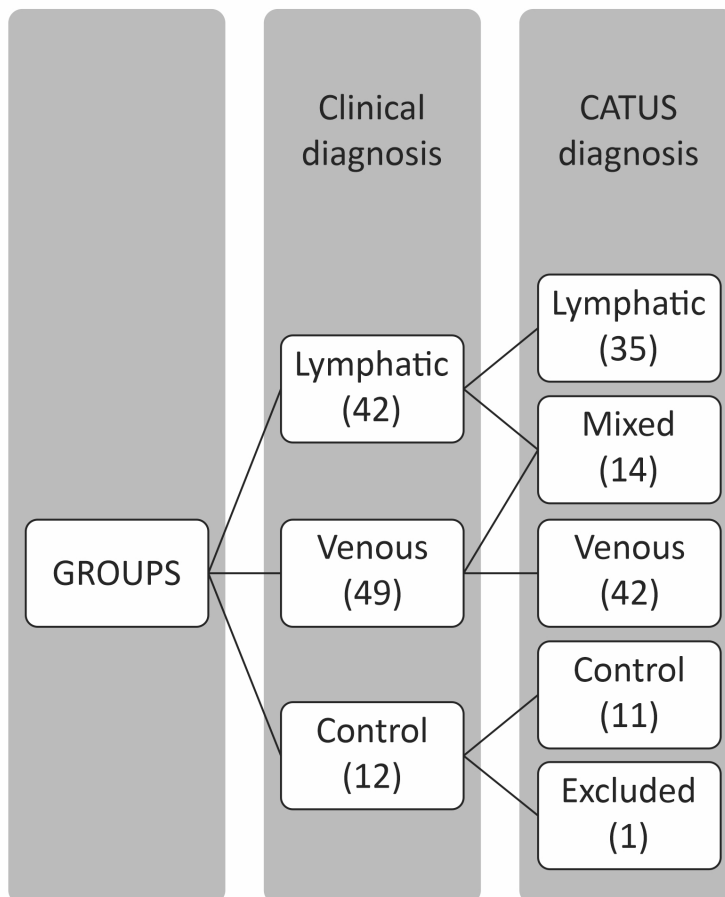 Clinical
diagnosis
CATUS
diagnosis
GROUPS
Lymphatic
(42)
Venous
(49)
Control
(12)
Lymphatic
(35)
Mixed
(14)
Venous
(42)
Control
(11)
Excluded
(1)